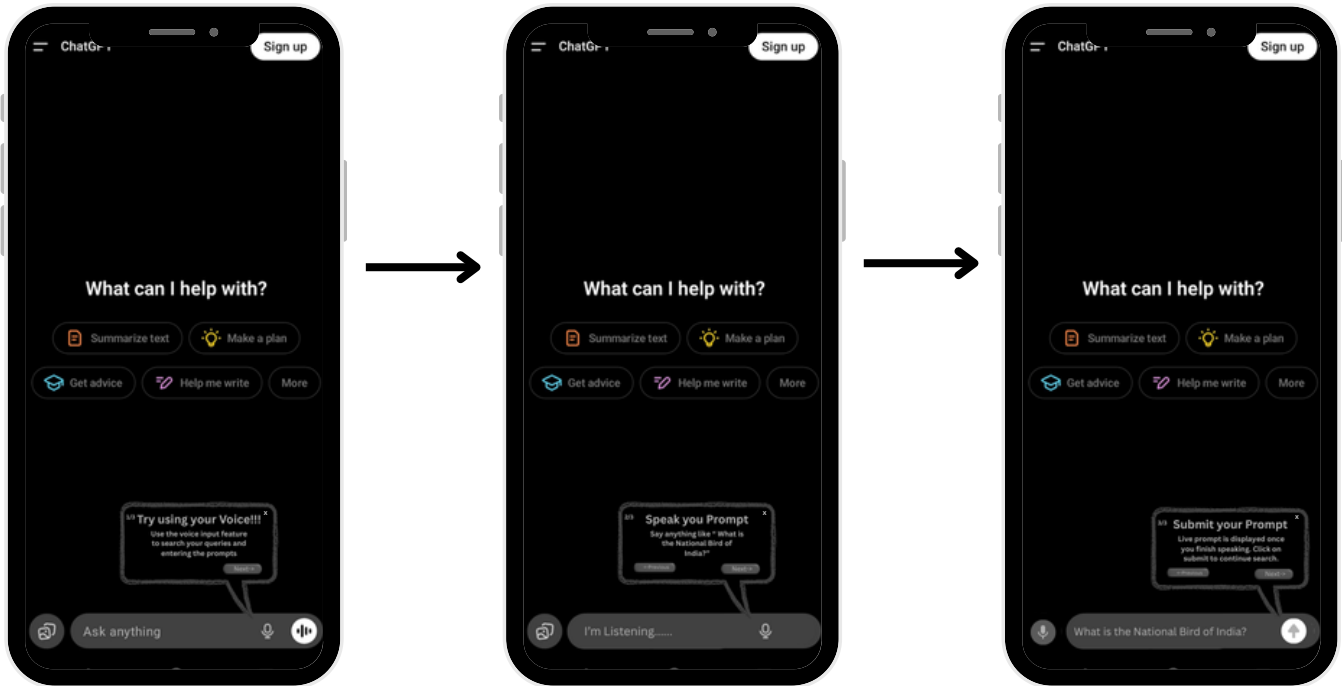 ChatGPT
Sign up
What can I help with?
Summarize text
Make a plan
Get advice
Help me write
More
1/3 Try using your Voice!!! x
Use the voice input feature
to search your queries and
entering the prompts
Next →
Ask anything
ChatGPT
Sign up
What can I help with?
Summarize text
Make a plan
Get advice
Help me write
More
2/3 Speak you Prompt x
Say anything like " What is
the National Bird of
India?"
←Previous Next →
I'm Listening......
ChatGPT
Sign up
What can I help with?
Summarize text
Make a plan
Get advice
Help me write
More
3/3 Submit your Prompt x
Live prompt is displayed once
you finish speaking. Click on
submit to continue search.
←Previous Next →
What is the National Bird of India?